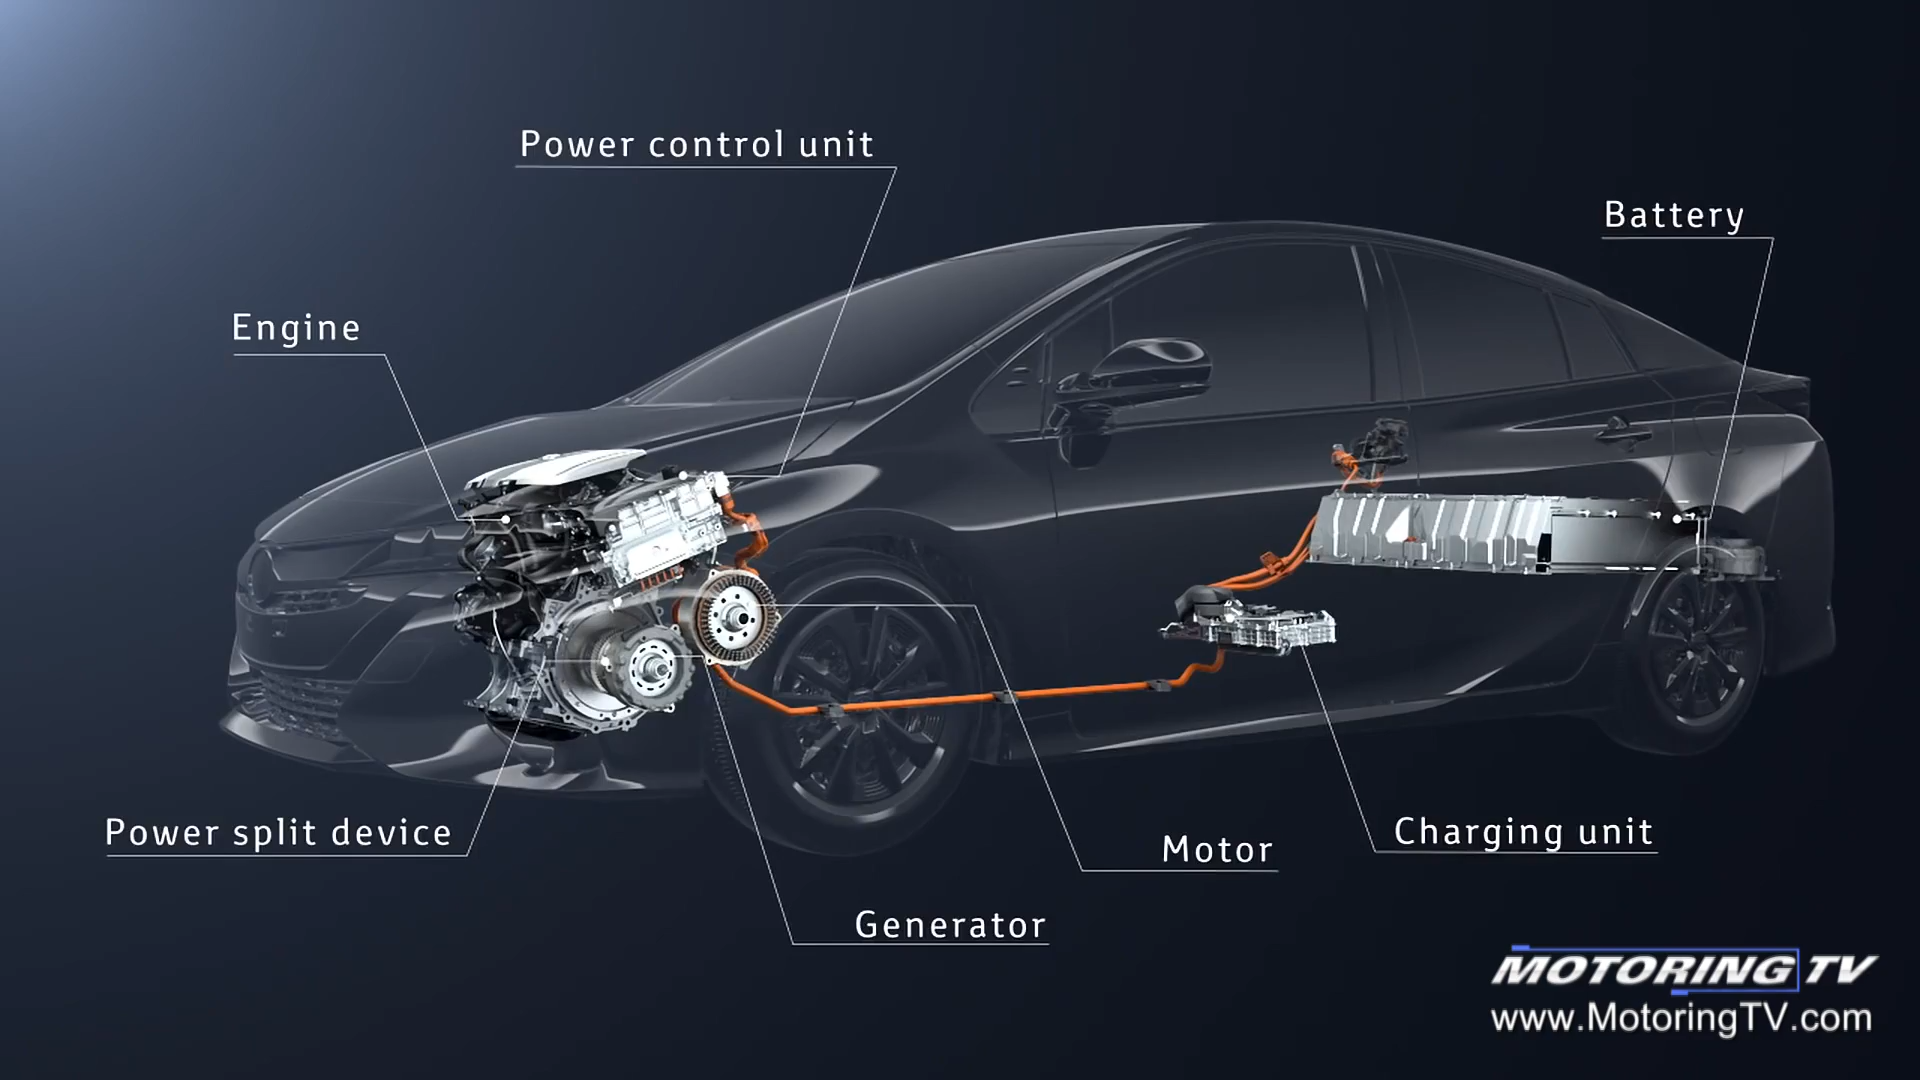 Power control unit
Battery
Engine
Power split device
Charging unit
Motor
Generator
MOTORING TV
www.MotoringTV.com